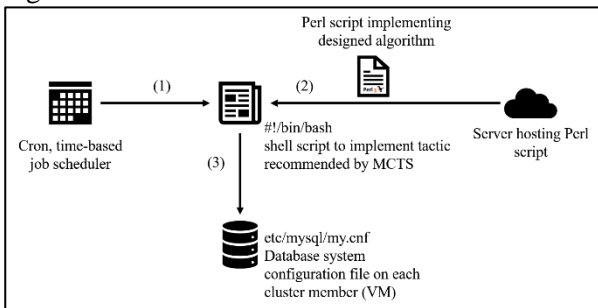 Perl script implementing
designed algorithm
(1)
(2)
Perl
#!/bin/bash
shell script to implement tactic
recommended by MCTS
Cron, time-based
job scheduler
Server hosting Perl
script
(3)
etc/mysql/my.cnf
Database system
configuration file on each
cluster member (VM)